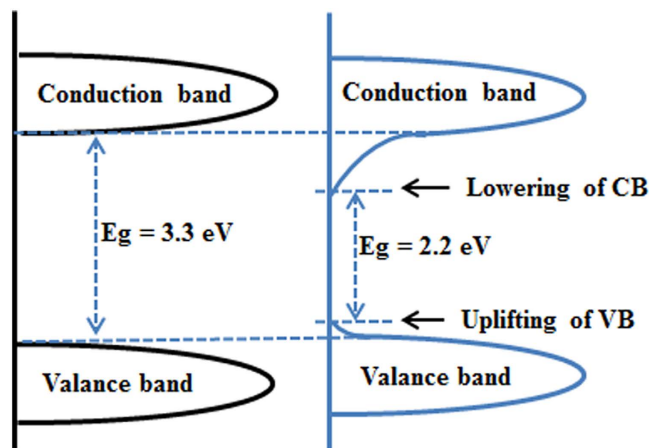 Conduction band
Conduction band
Lowering of CB
Eg = 3.3 eV
Eg = 2.2 eV
Uplifting of VB
Valance band
Valance band